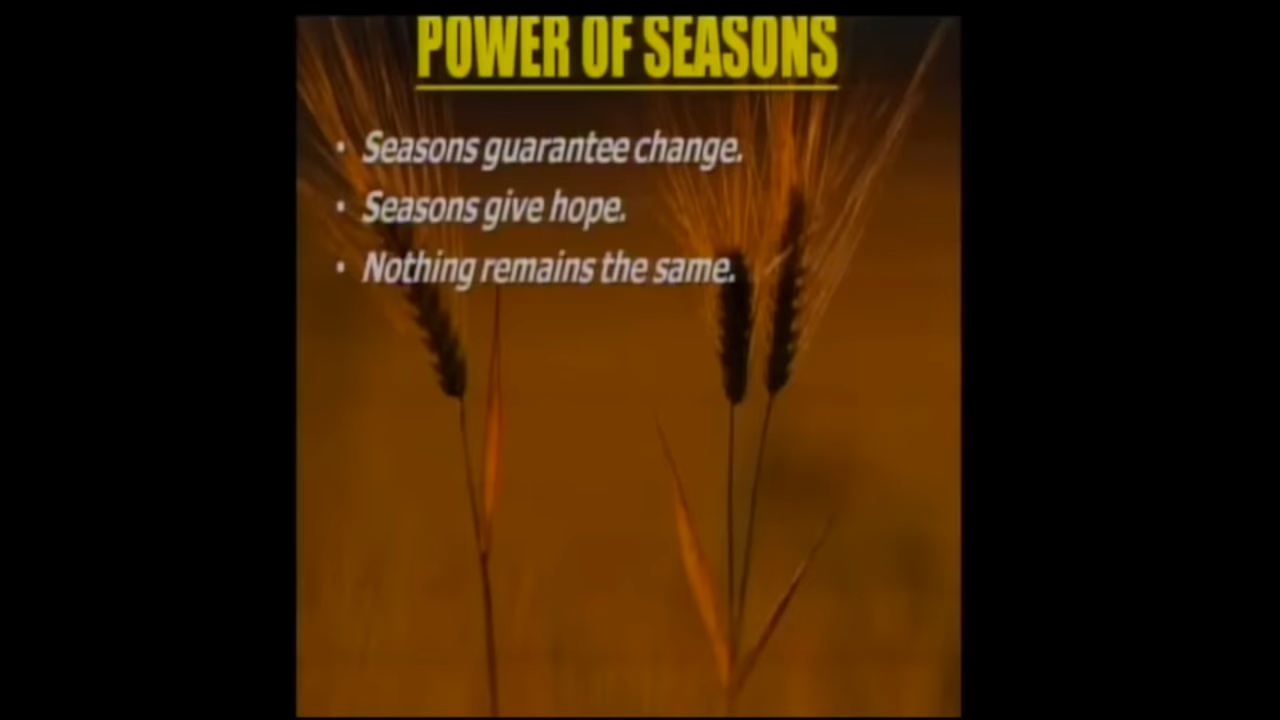 POWER OF SEASONS
• Seasons guarantee change.
• Seasons give hope.
• Nothing remains the same.